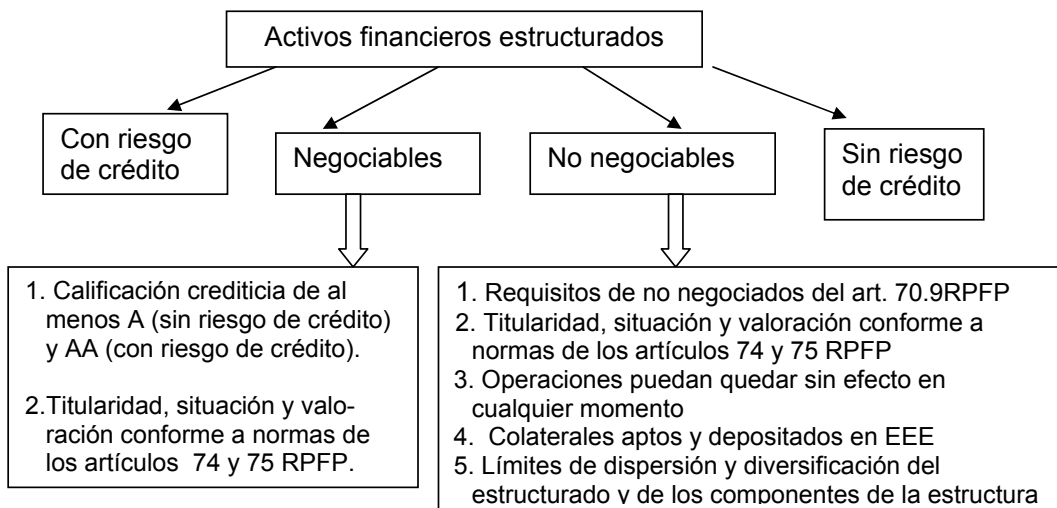 Activos financieros estructurados
Con riesgo
de crédito
Negociables
No negociables
Sin riesgo
de crédito
1. Calificación crediticia de al
menos A (sin riesgo de crédito)
y AA (con riesgo de crédito).
2.Titularidad, situación y valo-
ración conforme a normas de
los artículos 74 y 75 RPFP.
1. Requisitos de no negociados del art. 70.9RPFP
2. Titularidad, situación y valoración conforme a
normas de los artículos 74 y 75 RPFP
3. Operaciones puedan quedar sin efecto en
cualquier momento
4. Colaterales aptos y depositados en EEE
5. Límites de dispersión y diversificación del
estructurado y de los componentes de la estructura